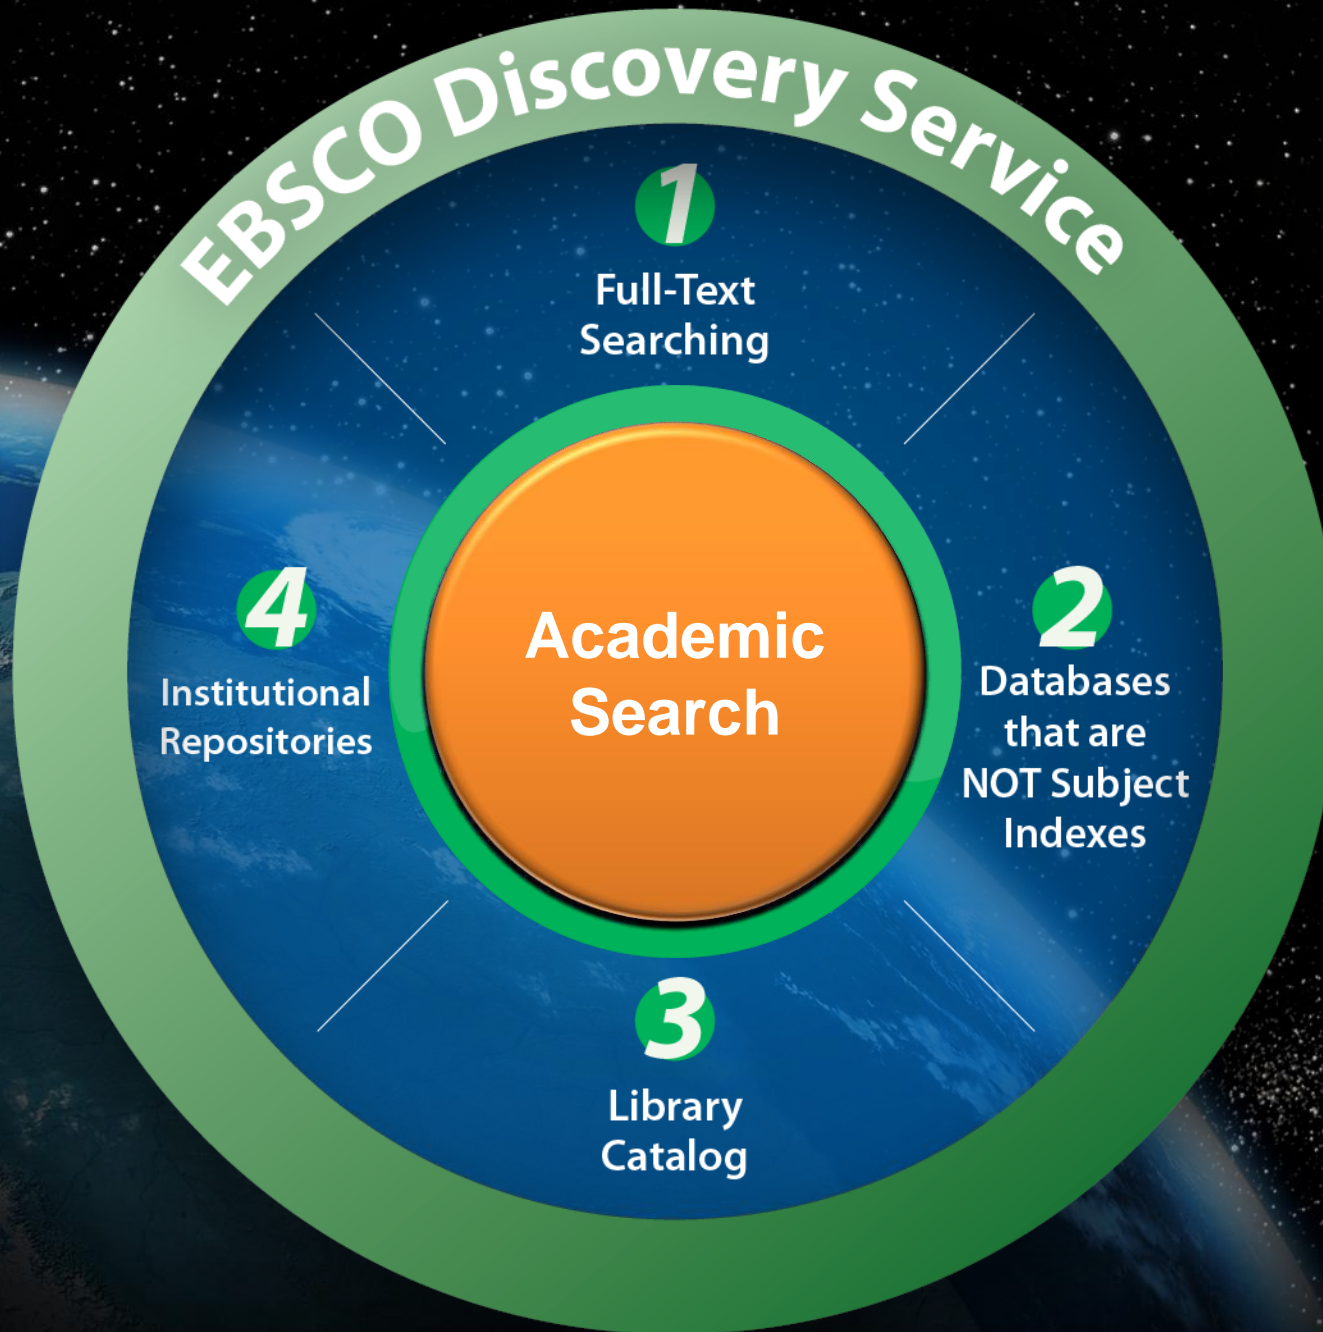 EBSCO Discovery Service
1
Full-Text
Searching
2
Databases
that are
NOT Subject
Indexes
3
Library
Catalog
4
Institutional
Repositories
Academic
Search